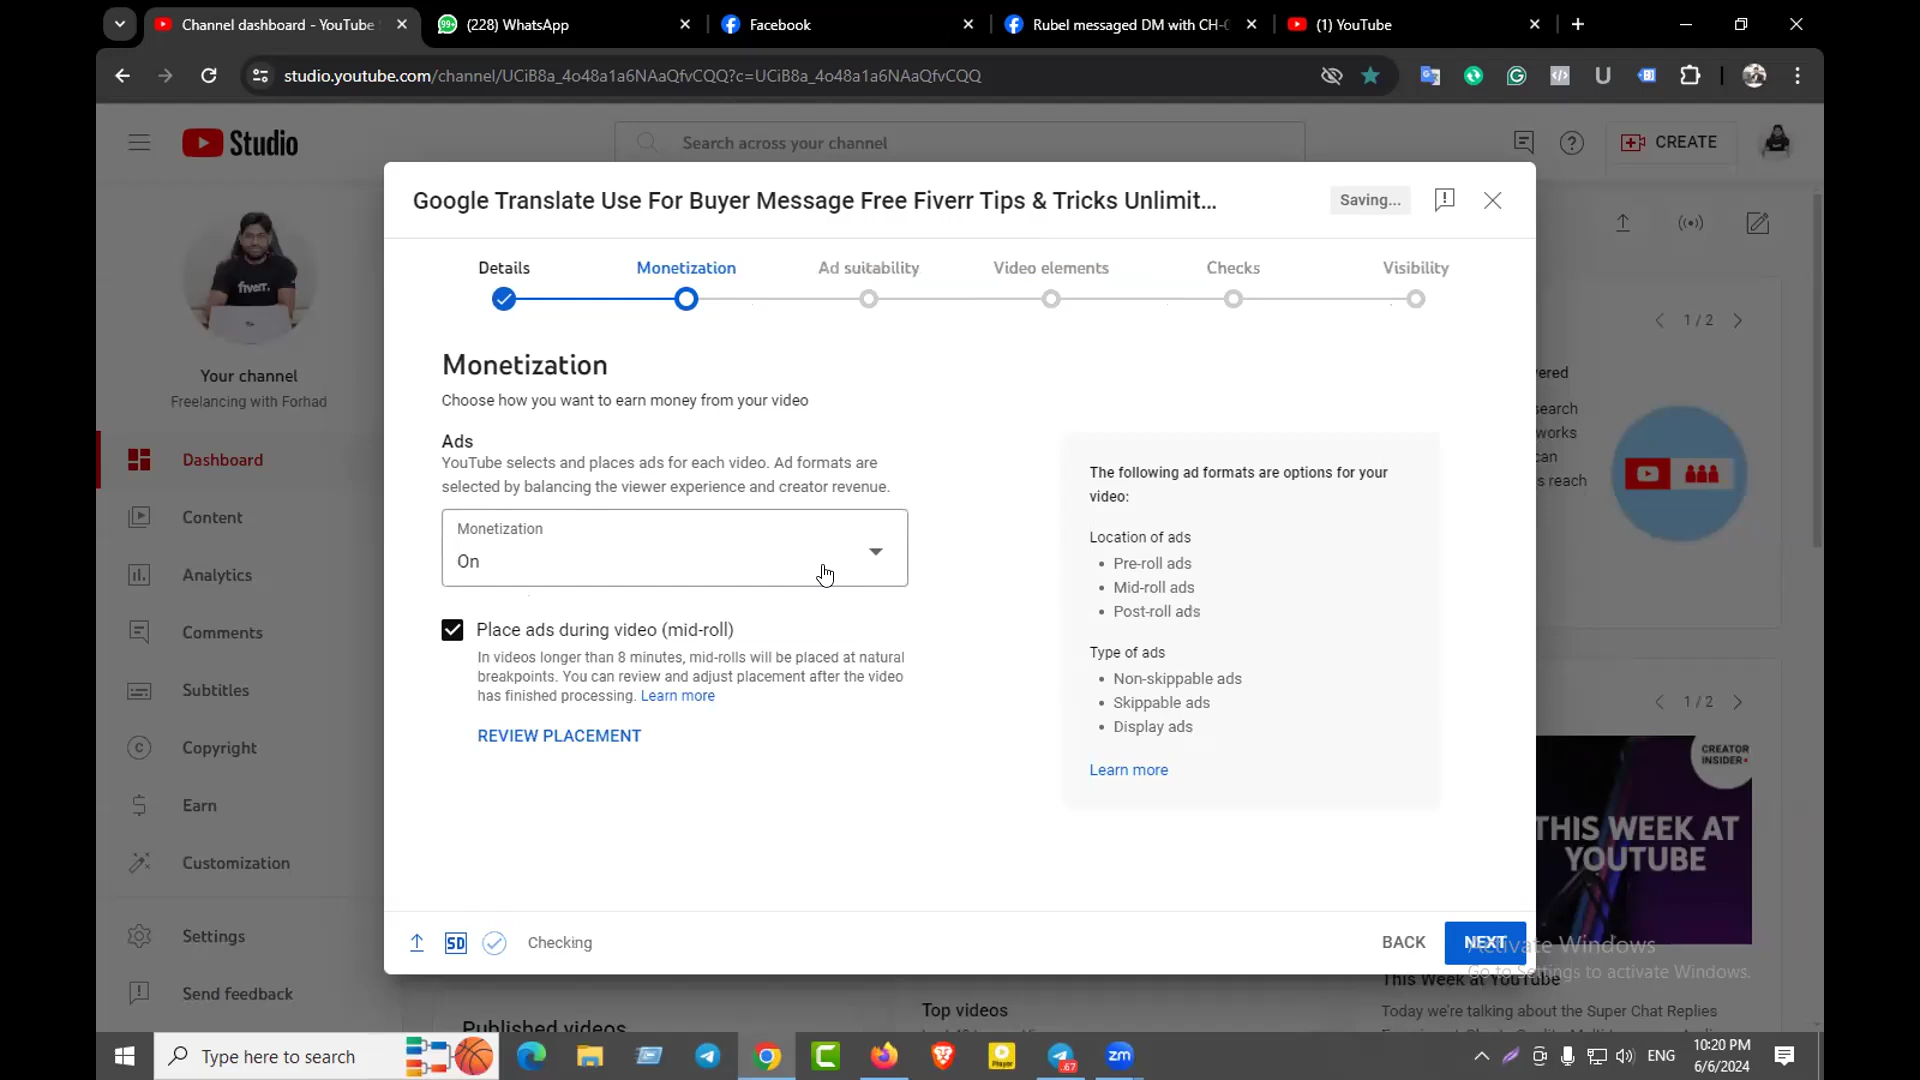 Channel dashboard - YouTube
(228) WhatsApp
Facebook
Rubel messaged DM with CH-
(1) YouTube
studio.youtube.com/channel/UCiB8a_4o48a1a6NAaQfvCQQ?c=UCiB8a_4o48a1a6NAaQfvCQQ
Studio
Search across your channel
CREATE
Google Translate Use For Buyer Message Free Fiverr Tips & Tricks Unlimit...
Saving...
Details
Monetization
Ad suitability
Video elements
Checks
Visibility
fiverr.
Your channel
Freelancing with Forhad
Dashboard
Content
Analytics
Comments
Subtitles
Copyright
Earn
Customization
Settings
Send feedback
Monetization
Choose how you want to earn money from your video
Ads
YouTube selects and places ads for each video. Ad formats are
selected by balancing the viewer experience and creator revenue.
Monetization
On
Place ads during video (mid-roll)
In videos longer than 8 minutes, mid-rolls will be placed at natural
breakpoints. You can review and adjust placement after the video
has finished processing. Learn more
REVIEW PLACEMENT
The following ad formats are options for your
video:
Location of ads
• Pre-roll ads
• Mid-roll ads
• Post-roll ads
Type of ads
• Non-skippable ads
• Skippable ads
• Display ads
Learn more
SD
Checking
BACK
NEXT
1 / 2
ered
search
works
can
s reach
1 / 2
CREATOR
INSIDER
THIS WEEK AT
YOUTUBE
Activate Windows
Go to Settings to activate Windows.
This Week at YouTube
Today we're talking about the Super Chat Replies
Top videos
Published videos
Type here to search
67
zm
ENG
10:20 PM
6/6/2024